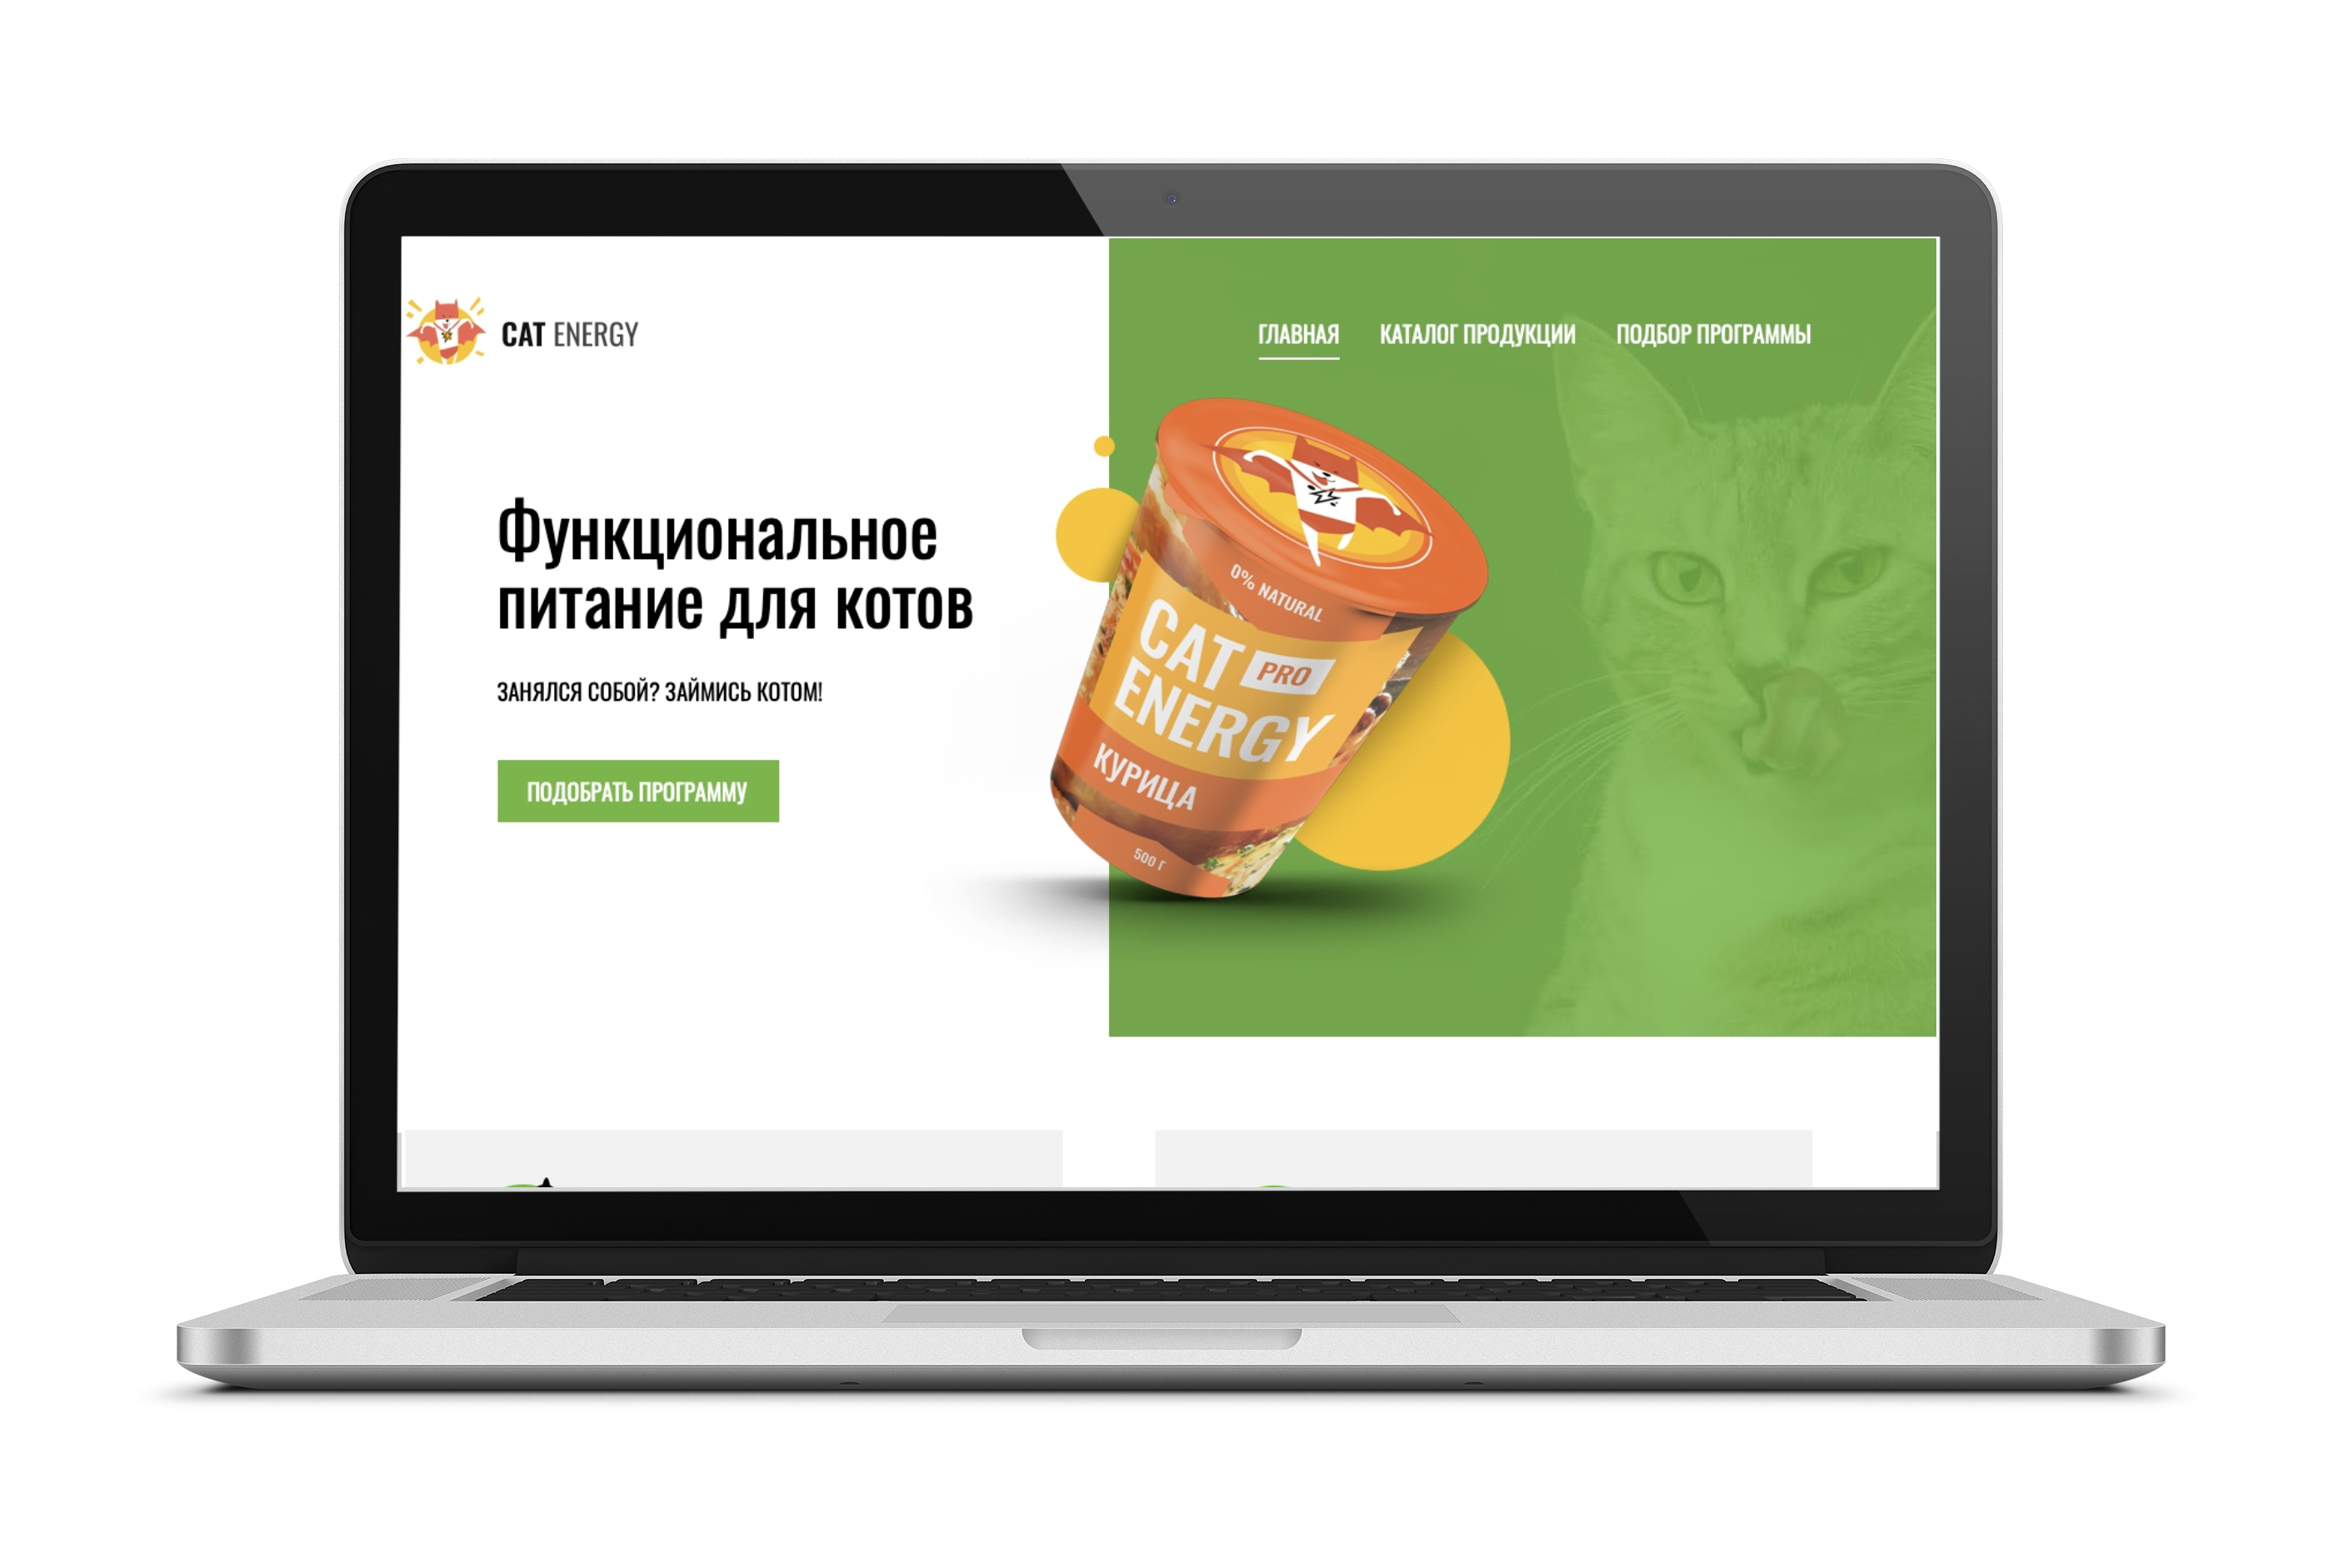 CAT ENERGY
ГЛАВНАЯ
КАТАЛОГ ПРОДУКЦИИ
ПОДБОР ПРОГРАММЫ
Функциональное
питание для котов
ЗАНЯЛСЯ СОБОЙ? ЗАЙМИСЬ КОТОМ!
ПОДОБРАТЬ ПРОГРАММУ
0% NATURAL
CAT PRO
ENERGY
КУРИЦА
500 Г